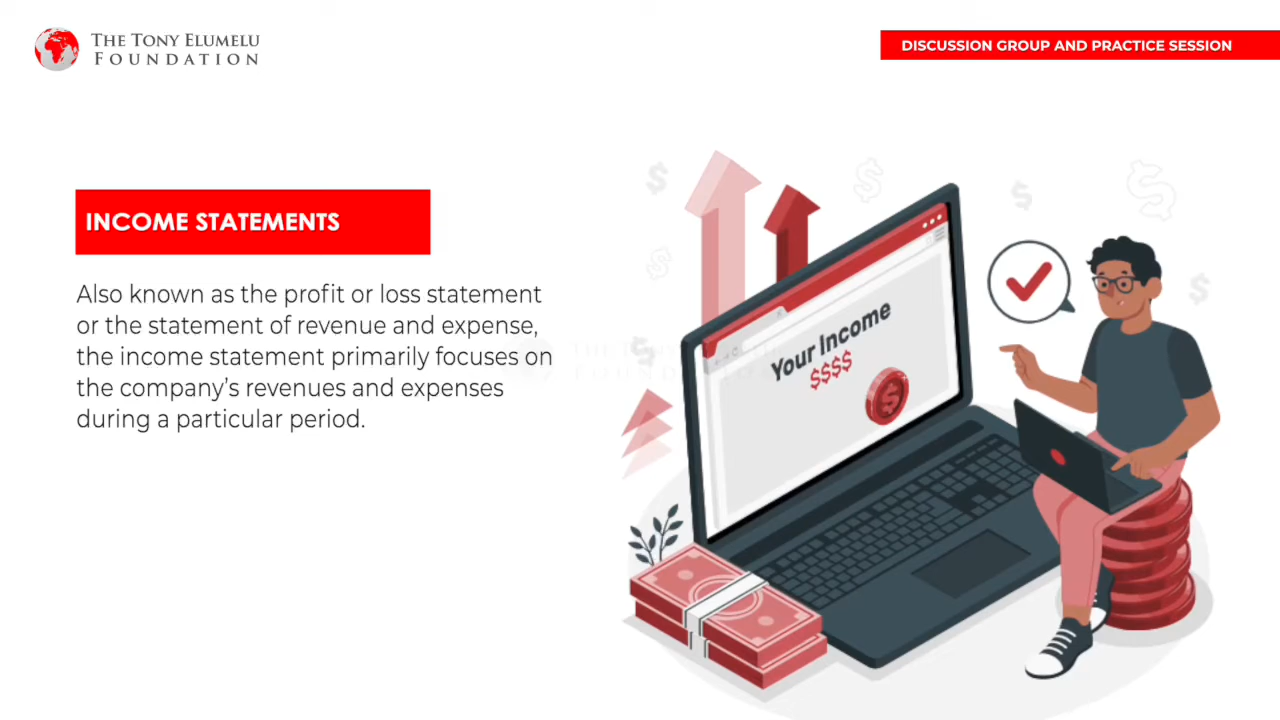 THE TONY ELUMELU
FOUNDATION
DISCUSSION GROUP AND PRACTICE SESSION
INCOME STATEMENTS
Also known as the profit or loss statement
or the statement of revenue and expense,
the income statement primarily focuses on
the company’s revenues and expenses
during a particular period.
Your Income
$$$$